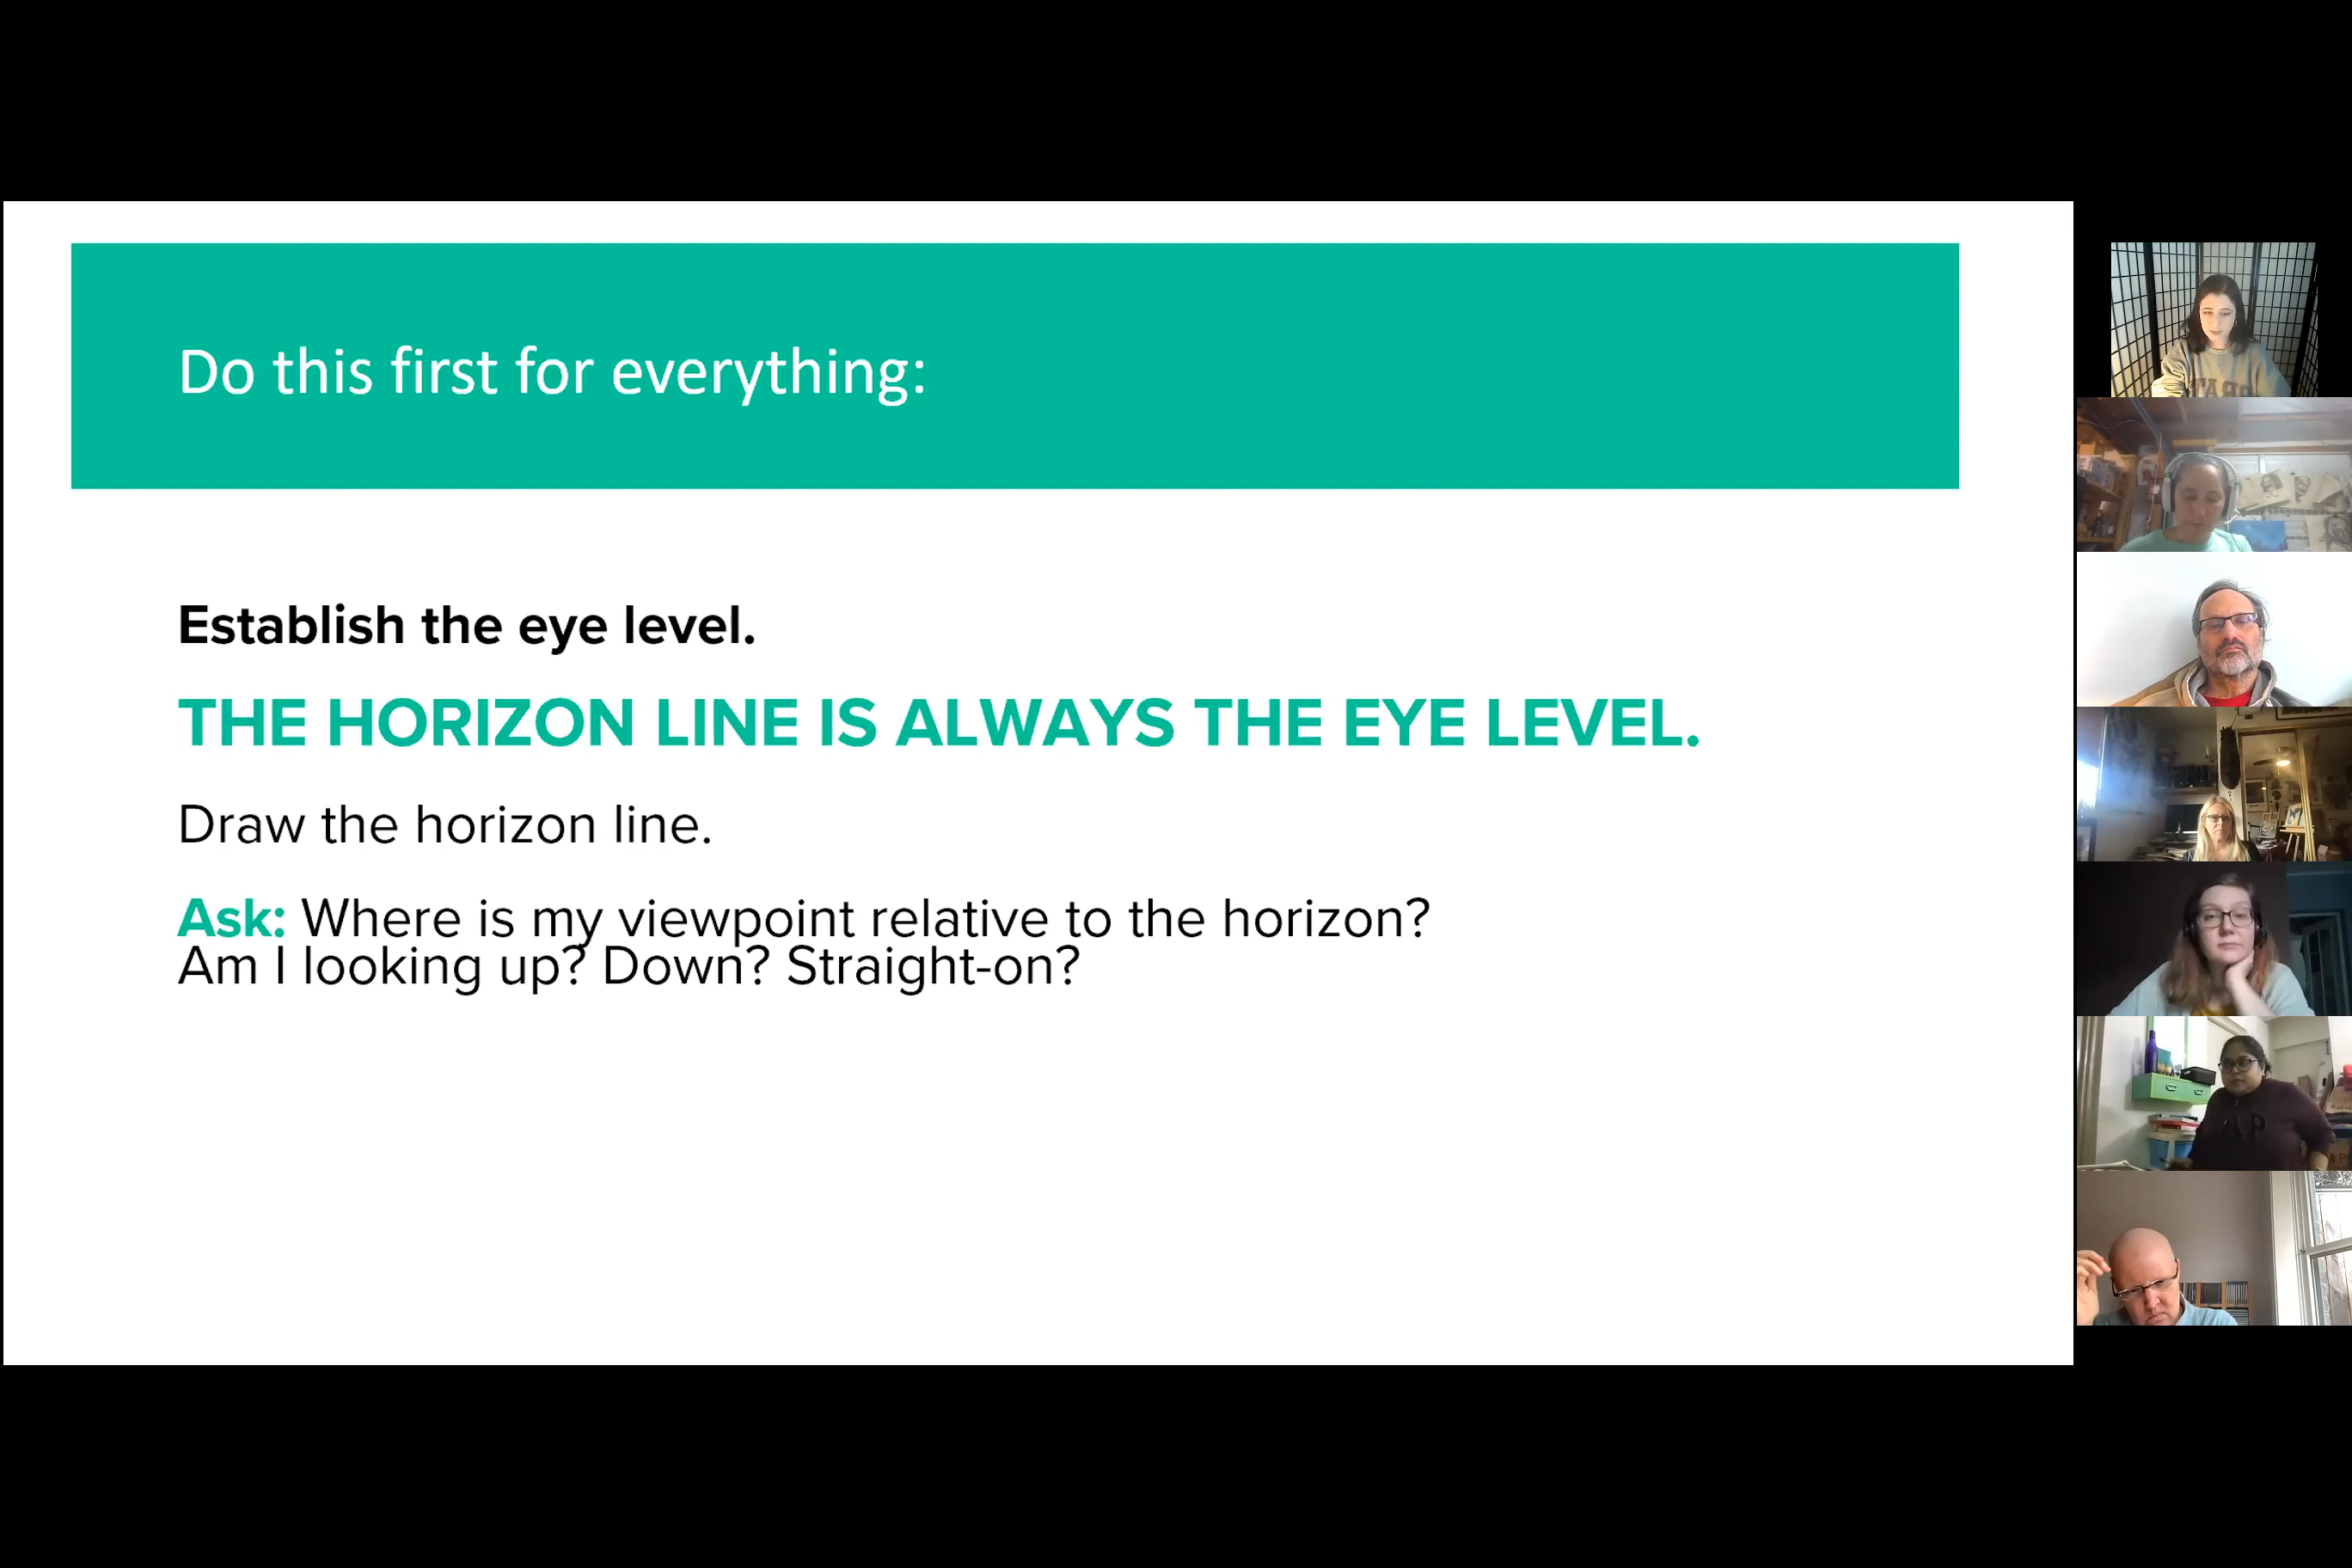 Do this first for everything:
Establish the eye level.
THE HORIZON LINE IS ALWAYS THE EYE LEVEL.
Draw the horizon line.
Ask: Where is my viewpoint relative to the horizon?
Am I looking up? Down? Straight-on?